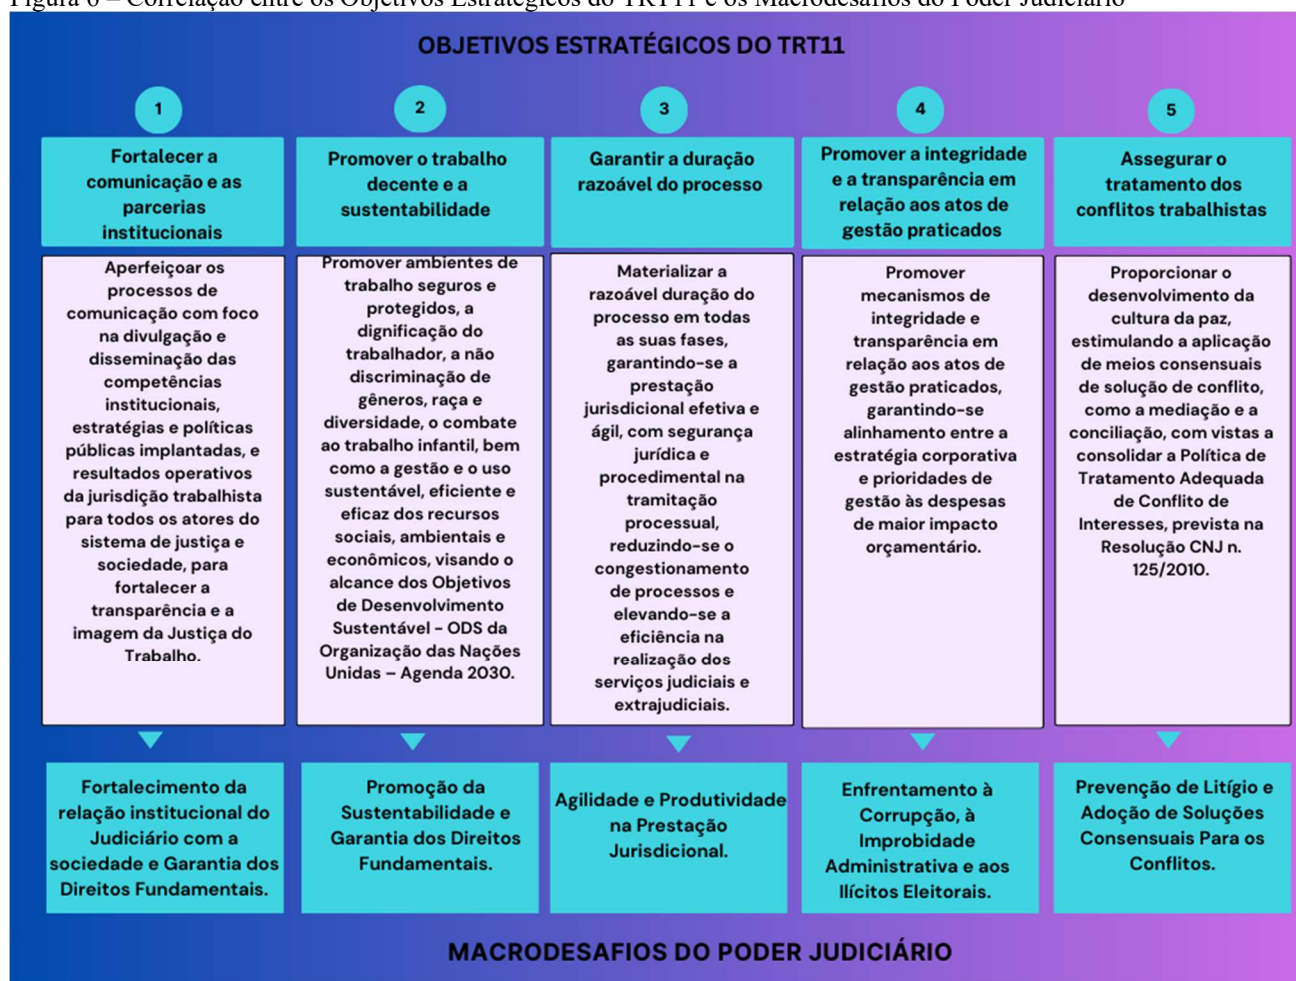 Figura 6 – Correlação entre os Objetivos Estratégicos do TRT11 e os Macrodesafios do Poder Judiciário
OBJETIVOS ESTRATÉGICOS DO TRT11
1
Fortalecer a
comunicação e as
parcerias
institucionais
Aperfeiçoar os
processos de
comunicação com foco
na divulgação e
disseminação das
competências
institucionais,
estratégias e políticas
públicas implantadas, e
resultados operativos
da jurisdição trabalhista
para todos os atores do
sistema de justiça e
sociedade, para
fortalecer a
transparência e a
imagem da Justiça do
Trabalho.
Fortalecimento da
relação institucional do
Judiciário com a
sociedade e Garantia dos
Direitos Fundamentais.
2
Promover o trabalho
decente e a
sustentabilidade
Promover ambientes de
trabalho seguros e
protegidos, a
dignificação do
trabalhador, a não
discriminação de
gêneros, raça e
diversidade, o combate
ao trabalho infantil, bem
como a gestão e o uso
sustentável, eficiente e
eficaz dos recursos
sociais, ambientais e
econômicos, visando o
alcance dos Objetivos
de Desenvolvimento
Sustentável - ODS da
Organização das Nações
Unidas – Agenda 2030.
Promoção da
Sustentabilidade e
Garantia dos Direitos
Fundamentais.
3
Garantir a duração
razoável do processo
Materializar a
razoável duração do
processo em todas
as suas fases,
garantindo-se a
prestação
jurisdicional efetiva e
ágil, com segurança
jurídica e
procedimental na
tramitação
processual,
reduzindo-se o
congestionamento
de processos e
elevando-se a
eficiência na
realização dos
serviços judiciais e
extrajudiciais.
Agilidade e Produtividade
na Prestação
Jurisdicional.
4
Promover a integridade
e a transparência em
relação aos atos de
gestão praticados
Promover
mecanismos de
integridade e
transparência em
relação aos atos de
gestão praticados,
garantindo-se
alinhamento entre a
estratégia corporativa
e prioridades de
gestão às despesas
de maior impacto
orçamentário.
Enfrentamento à
Corrupção, à
Improbidade
Administrativa e aos
Ilícitos Eleitorais.
5
Assegurar o
tratamento dos
conflitos trabalhistas
Proporcionar o
desenvolvimento da
cultura da paz,
estimulando a aplicação
de meios consensuais
de solução de conflito,
como a mediação e a
conciliação, com vistas a
consolidar a Política de
Tratamento Adequada
de Conflito de
Interesses, prevista na
Resolução CNJ n.
125/2010.
Prevenção de Litígio e
Adoção de Soluções
Consensuais Para os
Conflitos.
MACRODESAFIOS DO PODER JUDICIÁRIO